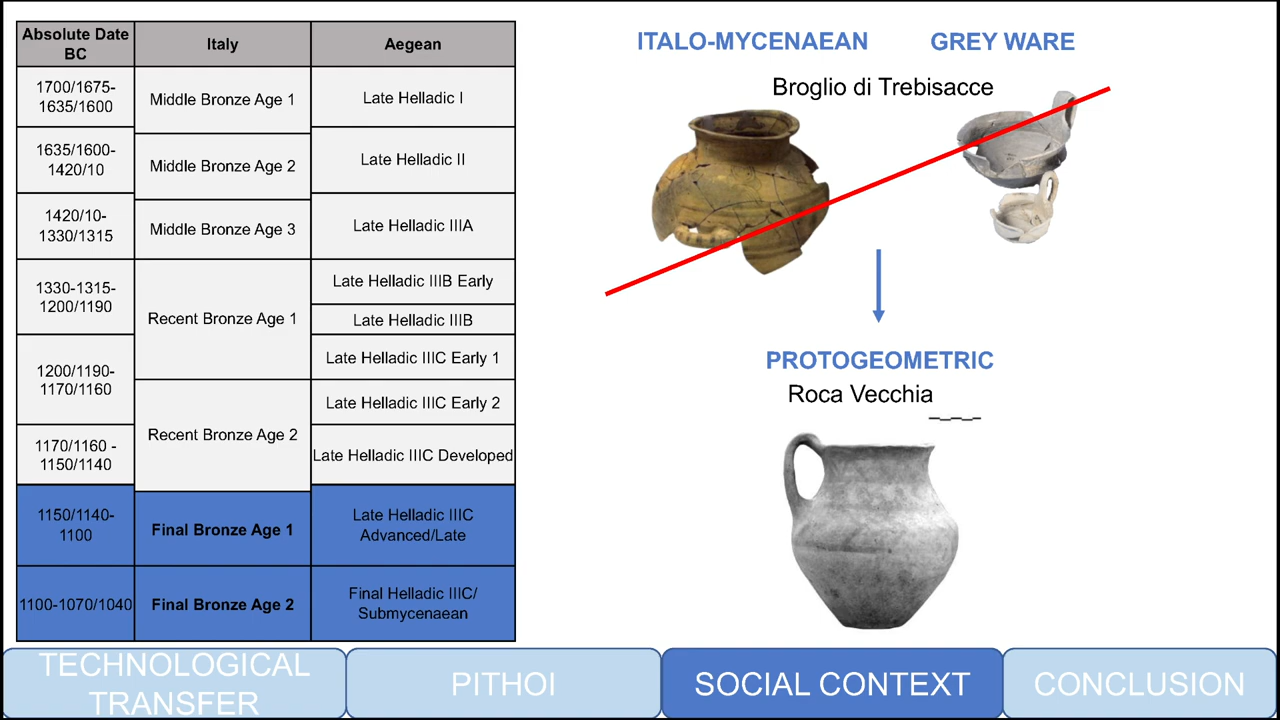 Absolute Date
BC
Italy
Aegean
1700/1675-
1635/1600
Middle Bronze Age 1
Late Helladic I
1635/1600-
1420/10
Middle Bronze Age 2
Late Helladic II
1420/10-
1330/1315
Middle Bronze Age 3
Late Helladic IIIA
1330-1315-
1200/1190
Recent Bronze Age 1
Late Helladic IIIB Early
Late Helladic IIIB
1200/1190-
1170/1160
Late Helladic IIIC Early 1
Recent Bronze Age 2
Late Helladic IIIC Early 2
1170/1160 -
1150/1140
Late Helladic IIIC Developed
1150/1140-
1100
Final Bronze Age 1
Late Helladic IIIC
Advanced/Late
1100-1070/1040
Final Bronze Age 2
Final Helladic IIIC/
Submycenaean
ITALO-MYCENAEAN
GREY WARE
Broglio di Trebisacce
PROTOGEOMETRIC
Roca Vecchia
TECHNOLOGICAL
TRANSFER
PITHOI
SOCIAL CONTEXT
CONCLUSION